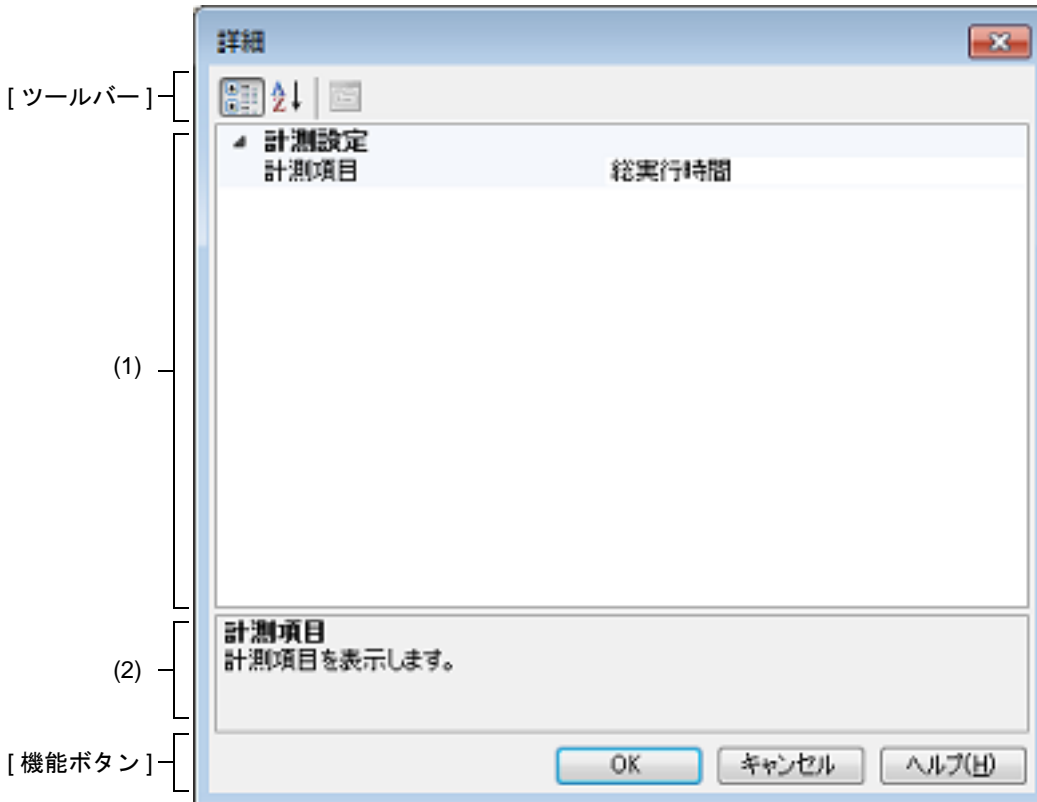 詳細
[ ツールバー ]
計測設定
計測項目 総実行時間
(1)
計測項目
計測項目を表示します。
(2)
[ 機能ボタン ]
OK キャンセル ヘルプ(H)